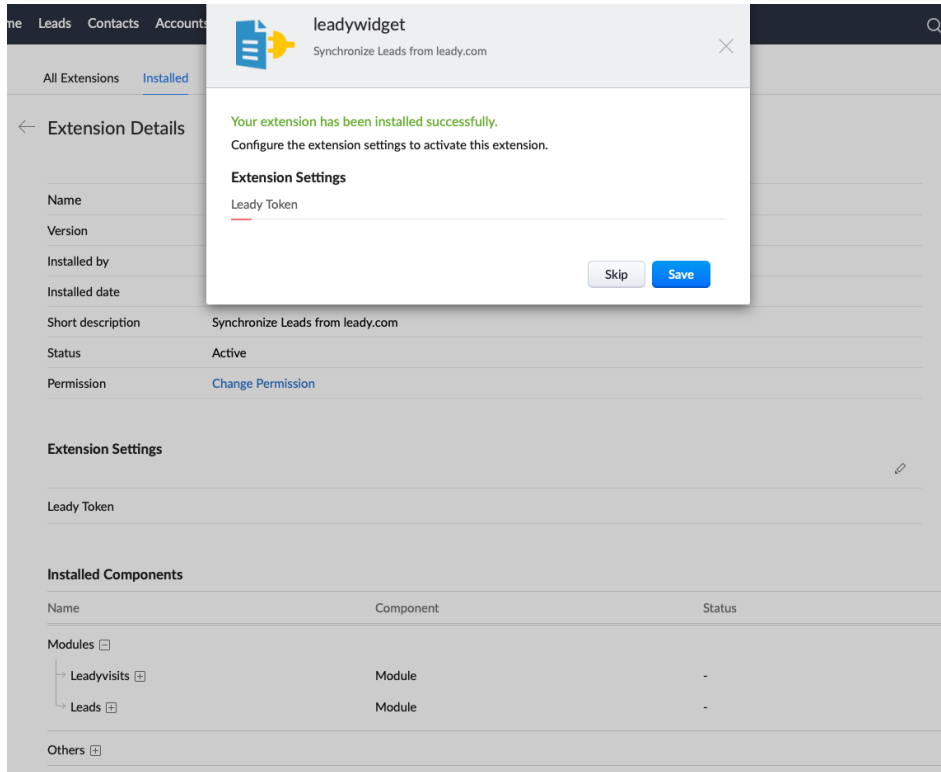 me Leads Contacts Accounts
leadywidget
Synchronize Leads from leady.com
All Extensions Installed
Extension Details
Your extension has been installed successfully.
Configure the extension settings to activate this extension.
Extension Settings
Leady Token
Skip Save
Name
Version
Installed by
Installed date
Short description Synchronize Leads from leady.com
Status Active
Permission Change Permission
Extension Settings
Leady Token
Installed Components
Name Component Status
Modules
Leadyvisits Module -
Leads Module -
Others